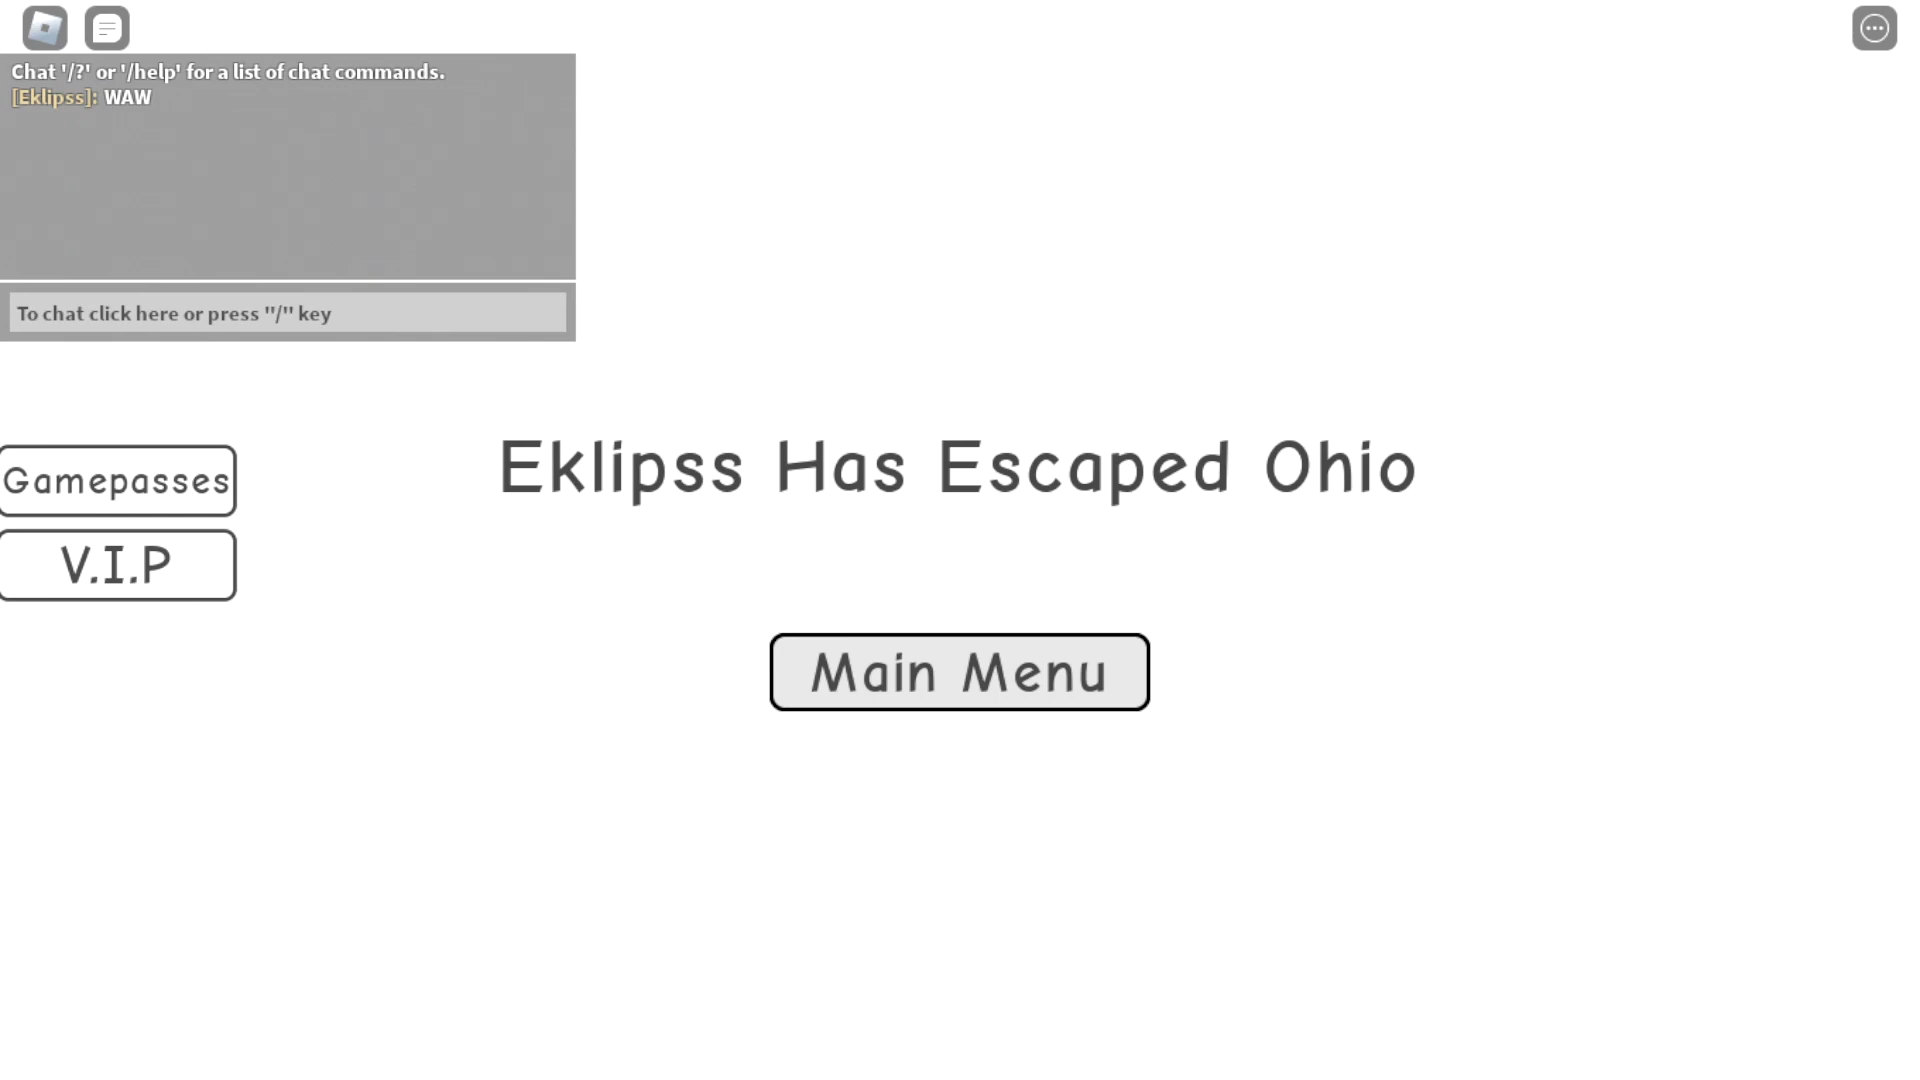 Chat '/?' or '/help' for a list of chat commands.
[Eklipss]: WAW
To chat click here or press "/" key
Eklipss Has Escaped Ohio
Gamepasses
V.I.P
Main Menu